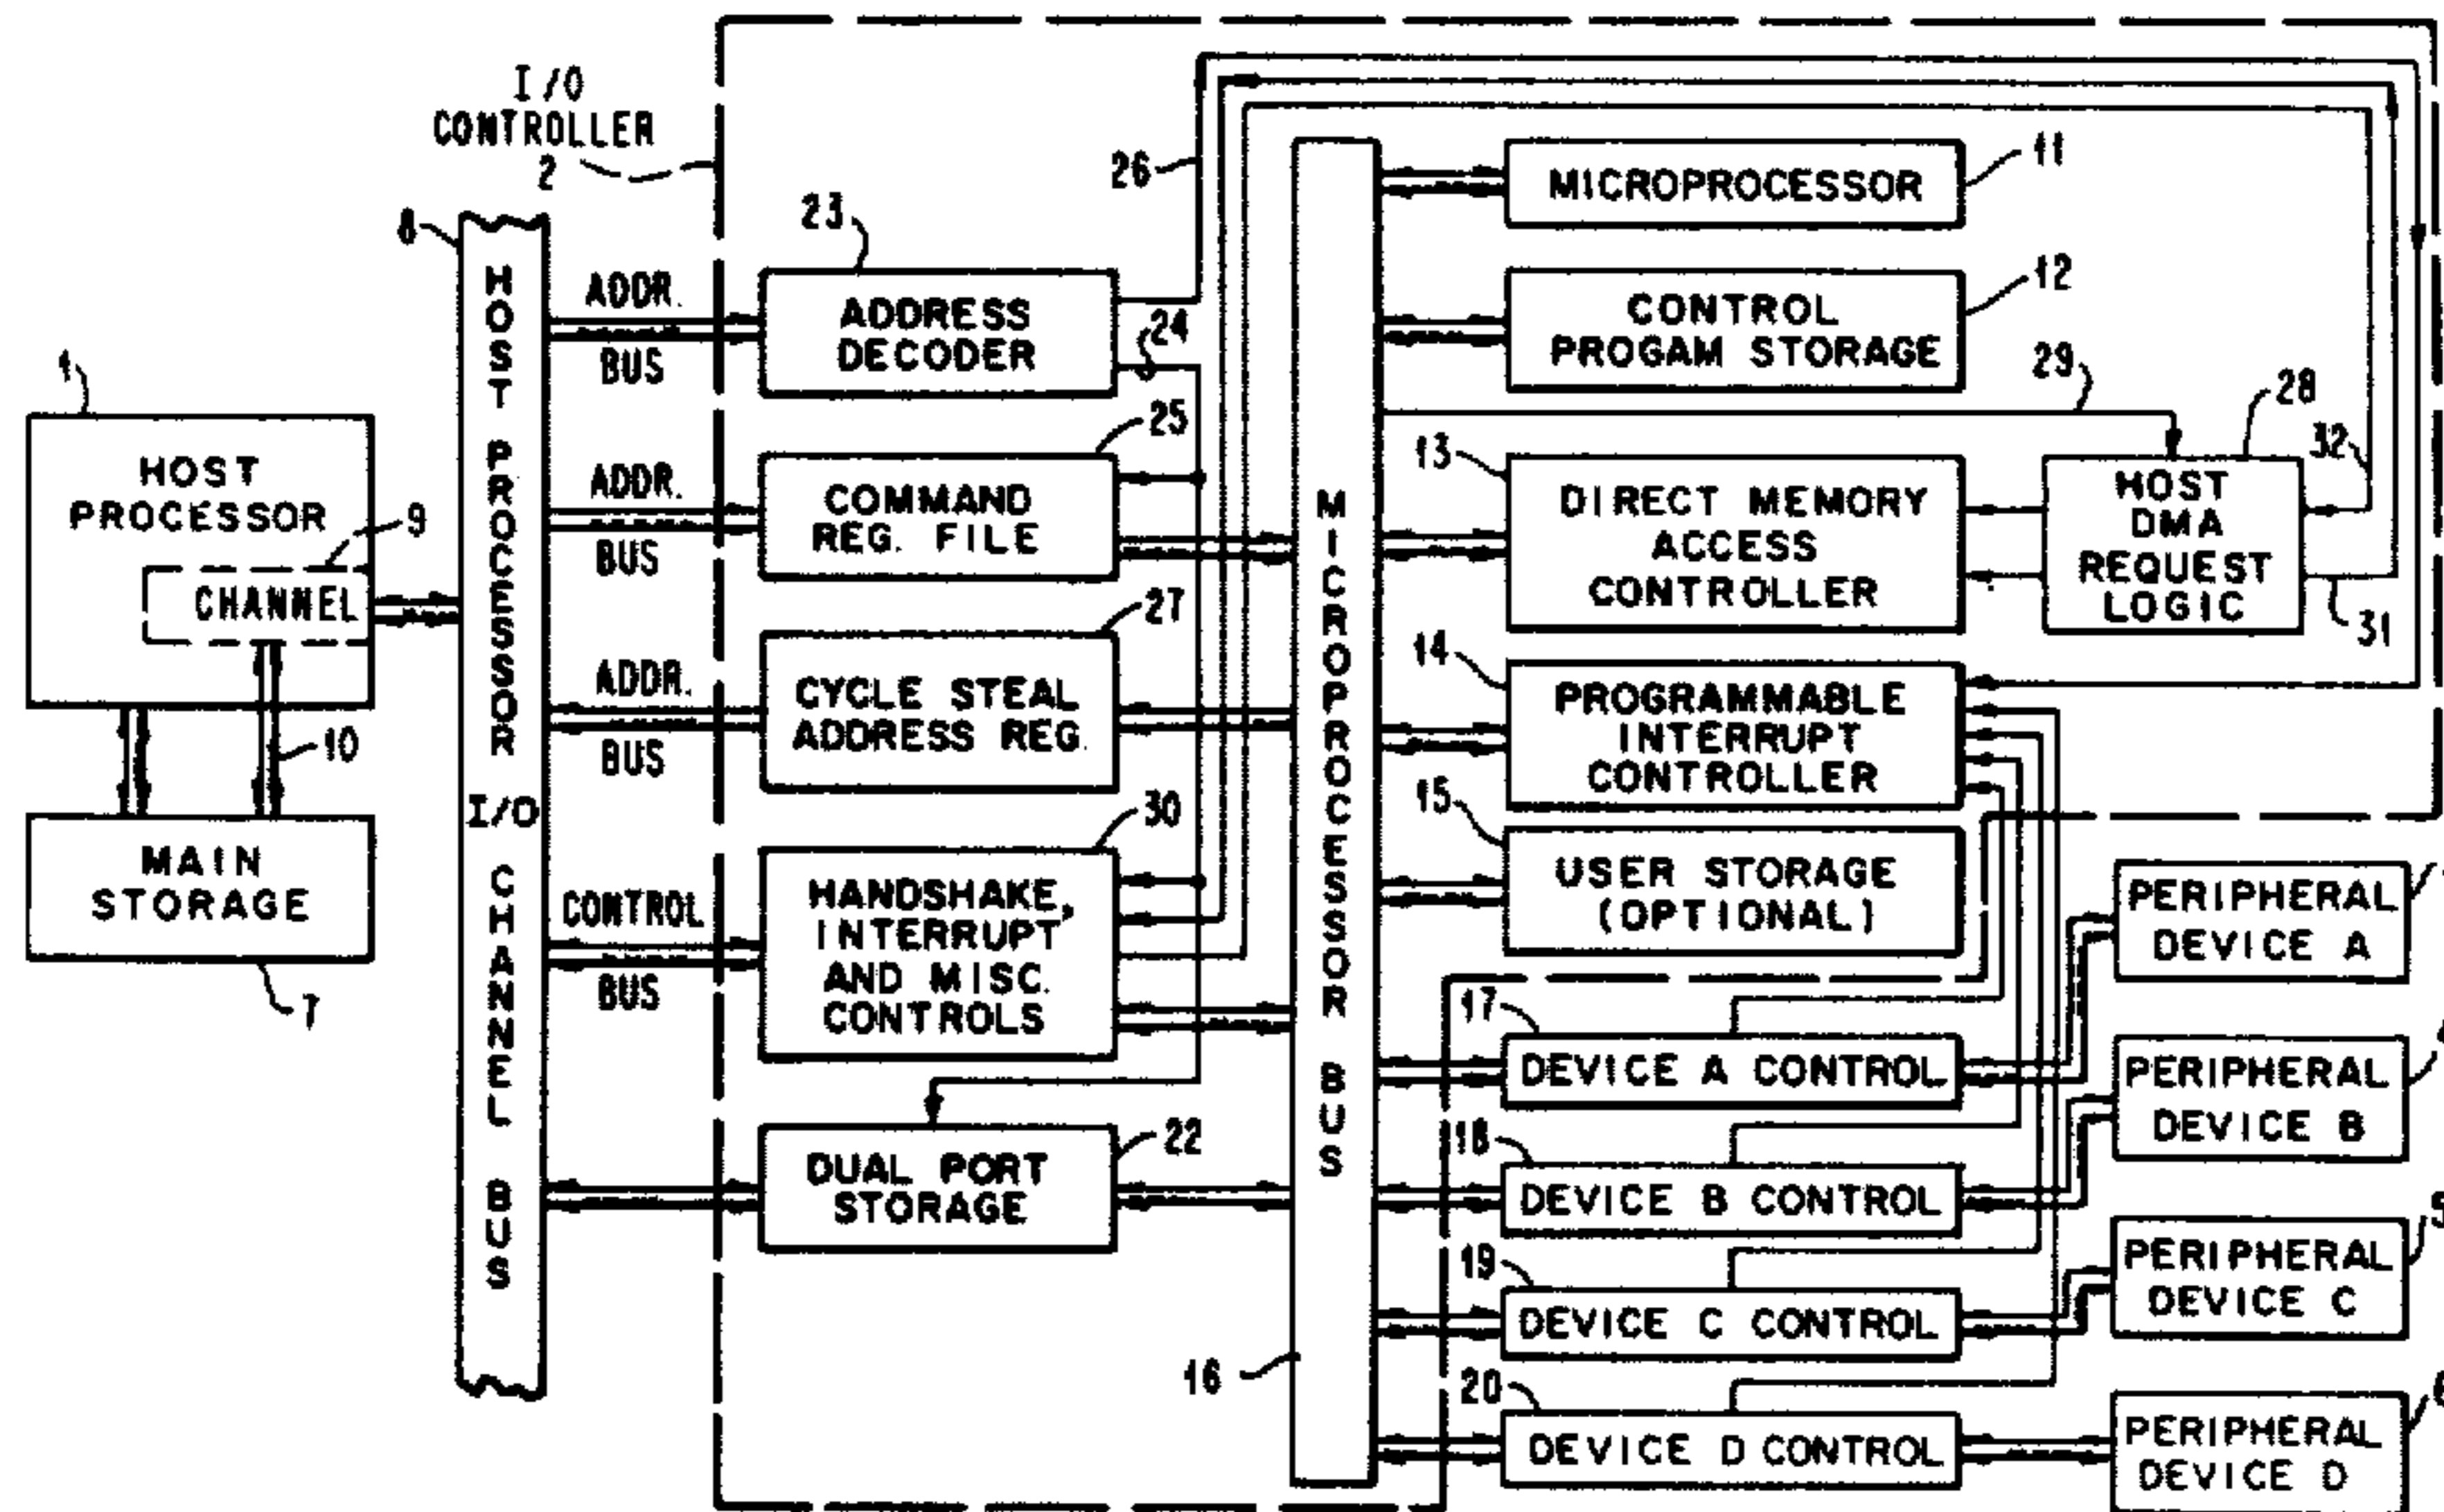 I/O
CONTROLLER
2
1
HOST
PROCESSOR
9
CHANNEL
10
MAIN
STORAGE
7
8
HOST PROCESSOR I/O CHANNEL BUS
ADDR.
BUS
ADDR.
BUS
ADDR.
BUS
CONTROL
BUS
23
ADDRESS
DECODER
24
26
25
COMMAND
REG. FILE
27
CYCLE STEAL
ADDRESS REG.
30
HANDSHAKE,
INTERRUPT
AND MISC.
CONTROLS
22
DUAL PORT
STORAGE
MICROPROCESSOR BUS
16
11
MICROPROCESSOR
12
CONTROL
PROGAM STORAGE
29
28
32
13
DIRECT MEMORY
ACCESS
CONTROLLER
HOST
DMA
REQUEST
LOGIC
31
14
PROGRAMMABLE
INTERRUPT
CONTROLLER
15
USER STORAGE
(OPTIONAL)
17
DEVICE A CONTROL
18
DEVICE B CONTROL
19
DEVICE C CONTROL
20
DEVICE D CONTROL
PERIPHERAL
DEVICE A
PERIPHERAL
DEVICE B
5
PERIPHERAL
DEVICE C
PERIPHERAL
DEVICE D